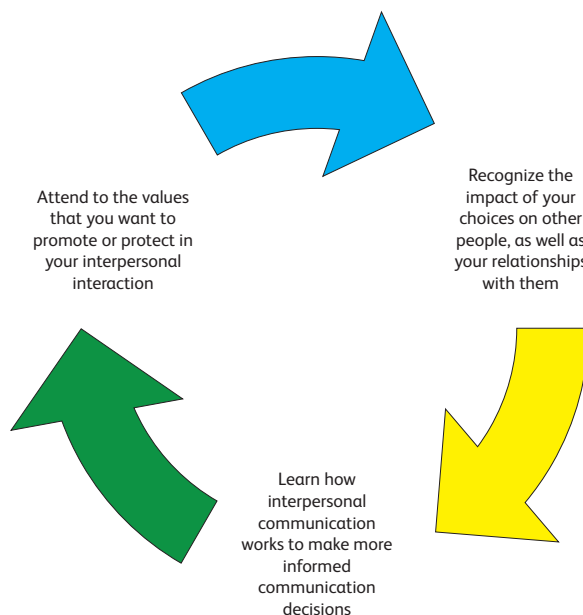 Attend to the values
that you want to
promote or protect in
your interpersonal
interaction
Recognize the
impact of your
choices on other
people, as well as
your relationships
with them
Learn how
interpersonal
communication
works to make more
informed
communication
decisions